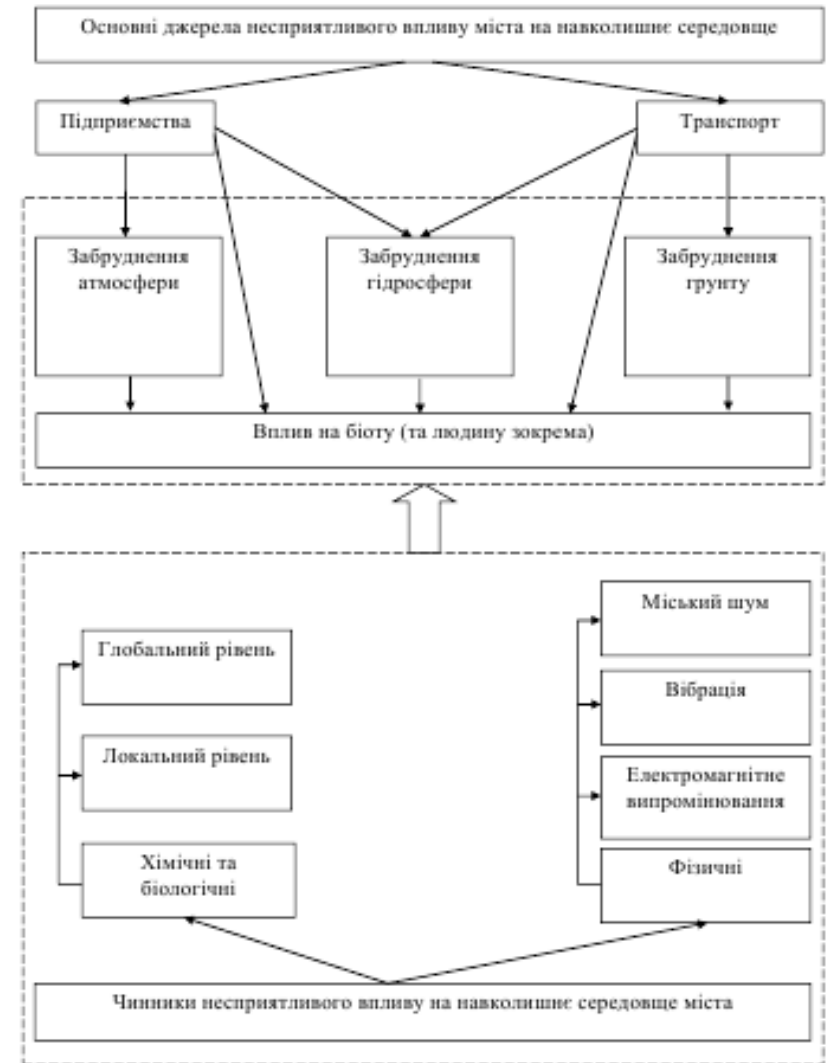 Основні джерела несприятливого впливу міста на навколишнє середовище
Підприємства
Транспорт
Забруднення
атмосфери
Забруднення
гідросфери
Забруднення
грунту
Вплив на біоту (та людину зокрема)
Міський шум
Глобальний рівень
Вібрація
Локальний рівень
Електромагнітне
випромінювання
Хімічні та
біологічні
Фізичні
Чинники несприятливого впливу на навколишнє середовище міста